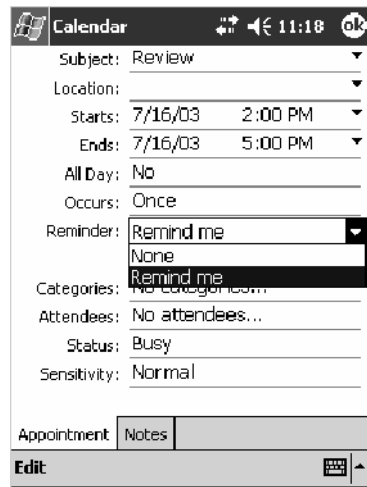 Calendar 11:18 ok
Subject: Review
Location:
Starts: 7/16/03 2:00 PM
Ends: 7/16/03 5:00 PM
All Day: No
Occurs: Once
Reminder: Remind me
None
Remind me
Categories: No categories...
Attendees: No attendees...
Status: Busy
Sensitivity: Normal
Appointment Notes
Edit